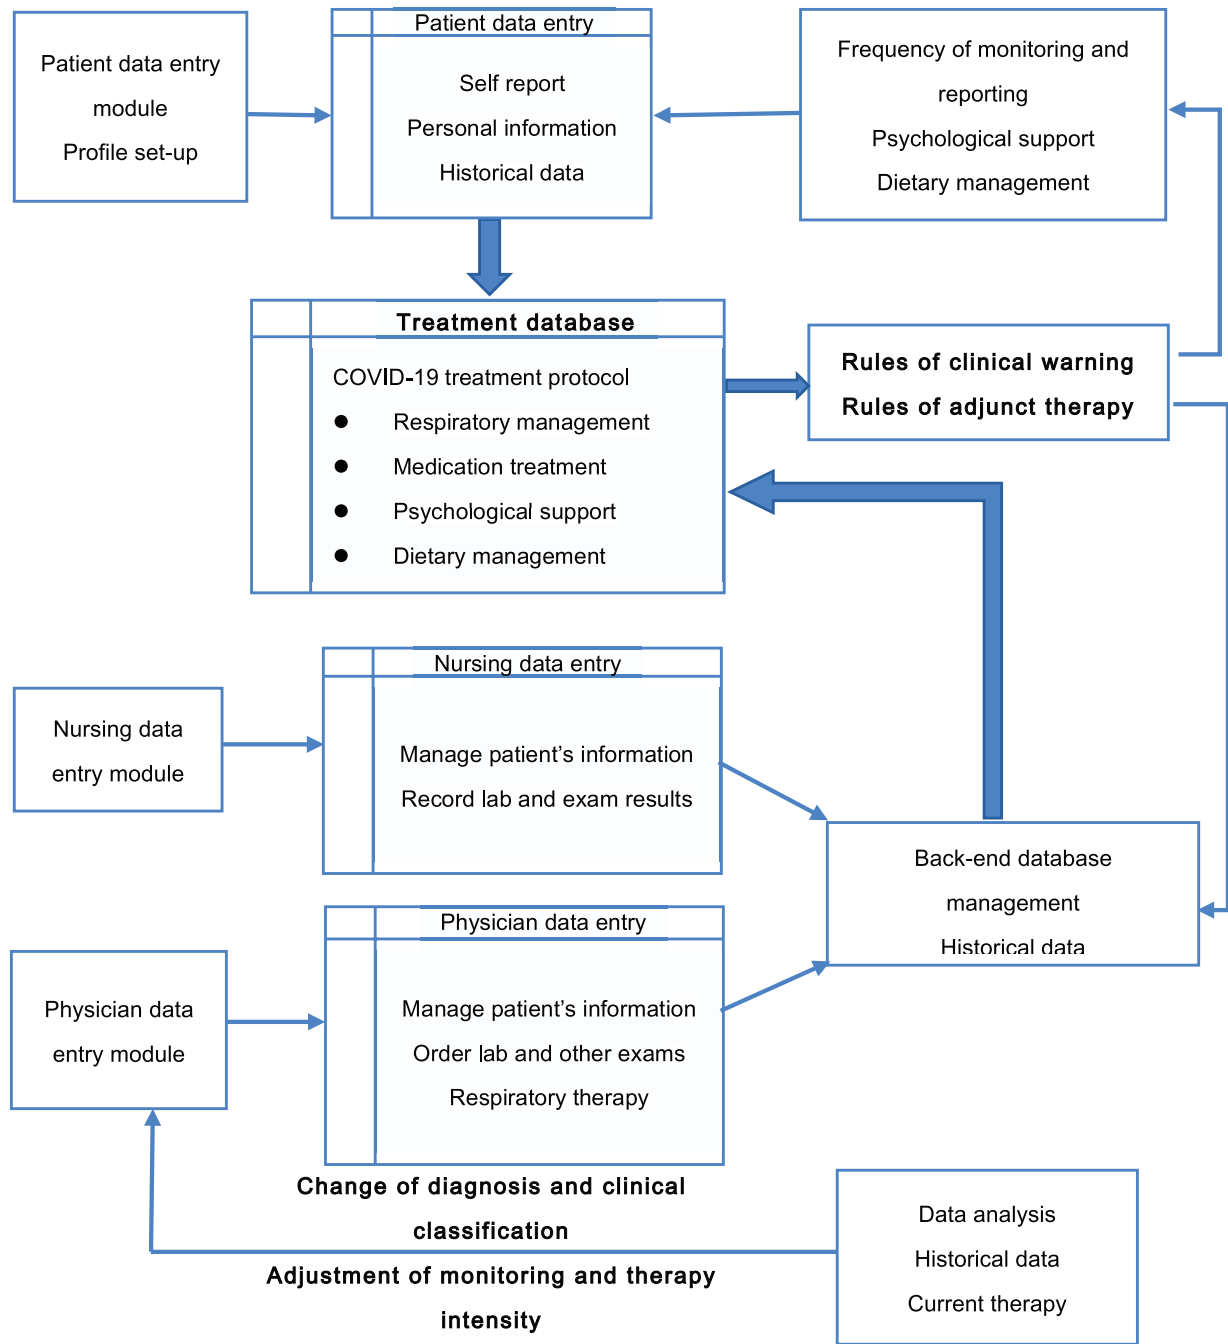 Patient data entry
module
Profile set-up
Patient data entry
Self report
Personal information
Historical data
Frequency of monitoring and
reporting
Psychological support
Dietary management
Treatment database
COVID-19 treatment protocol
● Respiratory management
● Medication treatment
● Psychological support
● Dietary management
Rules of clinical warning
Rules of adjunct therapy
Nursing data
entry module
Nursing data entry
Manage patient’s information
Record lab and exam results
Back-end database
management
Historical data
Physician data
entry module
Physician data entry
Manage patient’s information
Order lab and other exams
Respiratory therapy
Change of diagnosis and clinical
classification
Adjustment of monitoring and therapy
intensity
Data analysis
Historical data
Current therapy